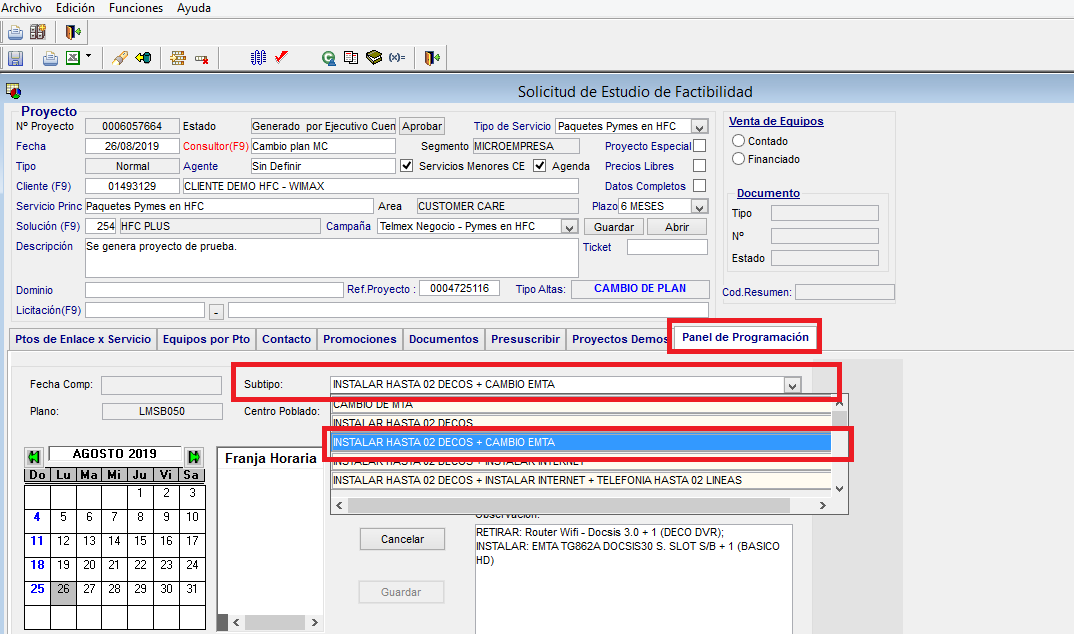 Archivo Edición Funciones Ayuda
Solicitud de Estudio de Factibilidad
Proyecto
Nº Proyecto 0006057664 Estado Generado por Ejecutivo Cuen Aprobar Tipo de Servicio Paquetes Pymes en HFC
Fecha 26/08/2019 Consultor(F9) Cambio plan MC Segmento MICROEMPRESA Proyecto Especial
Tipo Normal Agente Sin Definir Servicios Menores CE Agenda Precios Libres
Cliente (F9) 01493129 CLIENTE DEMO HFC - WIMAX Datos Completos
Servicio Princ Paquetes Pymes en HFC Area CUSTOMER CARE Plazo 6 MESES
Solución (F9) 254 HFC PLUS Campaña Telmex Negocio - Pymes en HFC Guardar Abrir
Descripción Se genera proyecto de prueba. Ticket
Dominio Ref.Proyecto : 0004725116 Tipo Altas: CAMBIO DE PLAN
Licitación(F9) -
Venta de Equipos
Contado
Financiado
Documento
Tipo
Nº
Estado
Cod.Resumen:
Ptos de Enlace x Servicio Equipos por Pto Contacto Promociones Documentos Presuscribir Proyectos Demos Panel de Programación
Fecha Comp: Subtipo: INSTALAR HASTA 02 DECOS + CAMBIO EMTA
Plano: LMSB050 Centro Poblado:
CAMBIO DE MTA
INSTALAR HASTA 02 DECOS
INSTALAR HASTA 02 DECOS + CAMBIO EMTA
INSTALAR HASTA 02 DECOS + INSTALAR INTERNET
INSTALAR HASTA 02 DECOS + INSTALAR INTERNET + TELEFONIA HASTA 02 LINEAS
AGOSTO 2019
Do Lu Ma Mi Ju Vi Sa
1 2 3
4 5 6 7 8 9 10
11 12 13 14 15 16 17
18 19 20 21 22 23 24
25 26 27 28 29 30 31
Franja Horaria
Cancelar
Guardar
Observación:
RETIRAR: Router Wifi - Docsis 3.0 + 1 (DECO DVR);
INSTALAR: EMTA TG862A DOCSIS30 S. SLOT S/B + 1 (BASICO
HD)